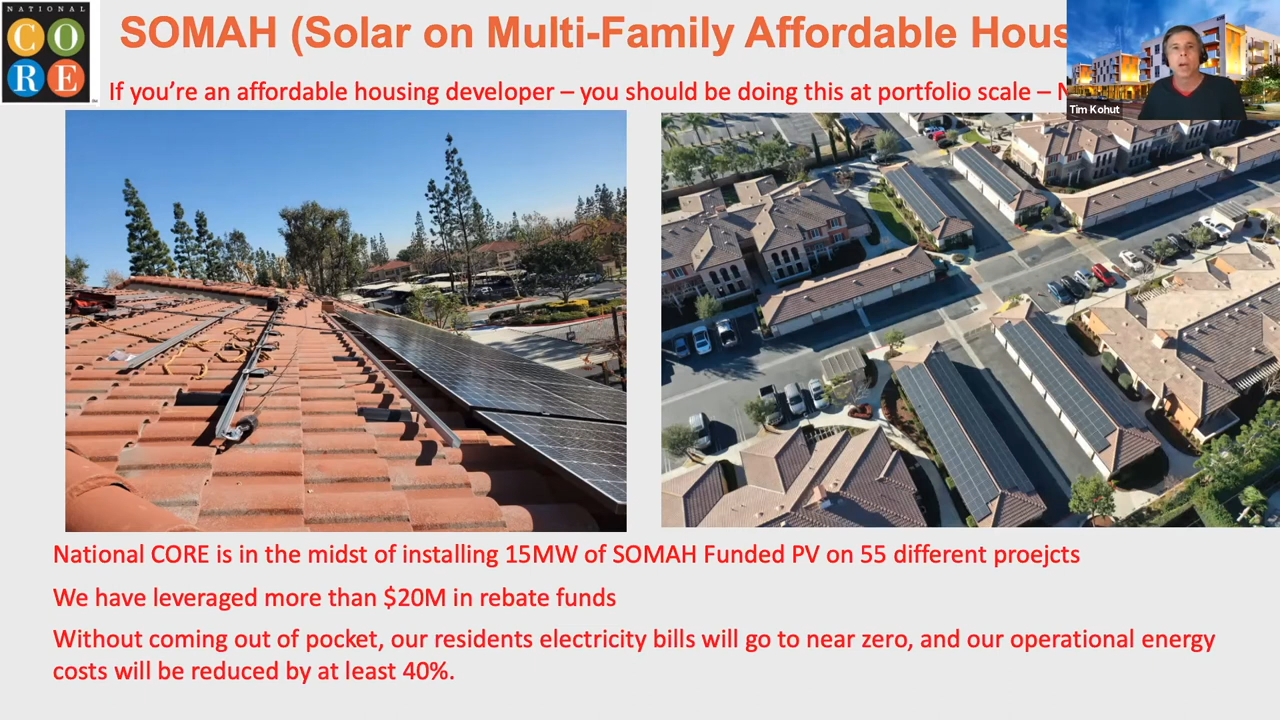 NATIONAL
CORE
SOMAH (Solar on Multi-Family Affordable Hous
If you’re an affordable housing developer – you should be doing this at portfolio scale –
Tim Kohut
National CORE is in the midst of installing 15MW of SOMAH Funded PV on 55 different proejcts
We have leveraged more than $20M in rebate funds
Without coming out of pocket, our residents electricity bills will go to near zero, and our operational energy
costs will be reduced by at least 40%.